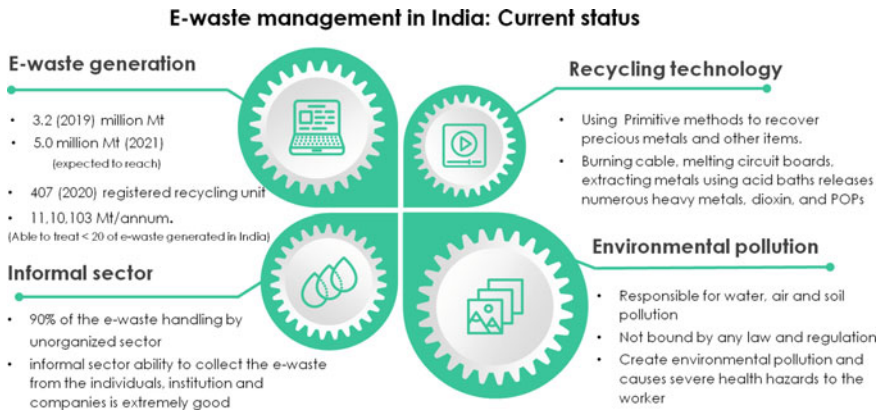 E-waste management in India: Current status
E-waste generation
• 3.2 (2019) million Mt
• 5.0 million Mt (2021)
(expected to reach)
• 407 (2020) registered recycling unit
• 11,10,103 Mt/annum.
(Able to treat < 20 of e-waste generated in India)
Recycling technology
• Using Primitive methods to recover
precious metals and other items.
• Burning cable, melting circuit boards,
extracting metals using acid baths releases
numerous heavy metals, dioxin, and POPs
Informal sector
• 90% of the e-waste handling by
unorganized sector
• informal sector ability to collect the e-waste
from the individuals, institution and
companies is extremely good
Environmental pollution
• Responsible for water, air and soil
pollution
• Not bound by any law and regulation
• Create environmental pollution and
causes severe health hazards to the
worker